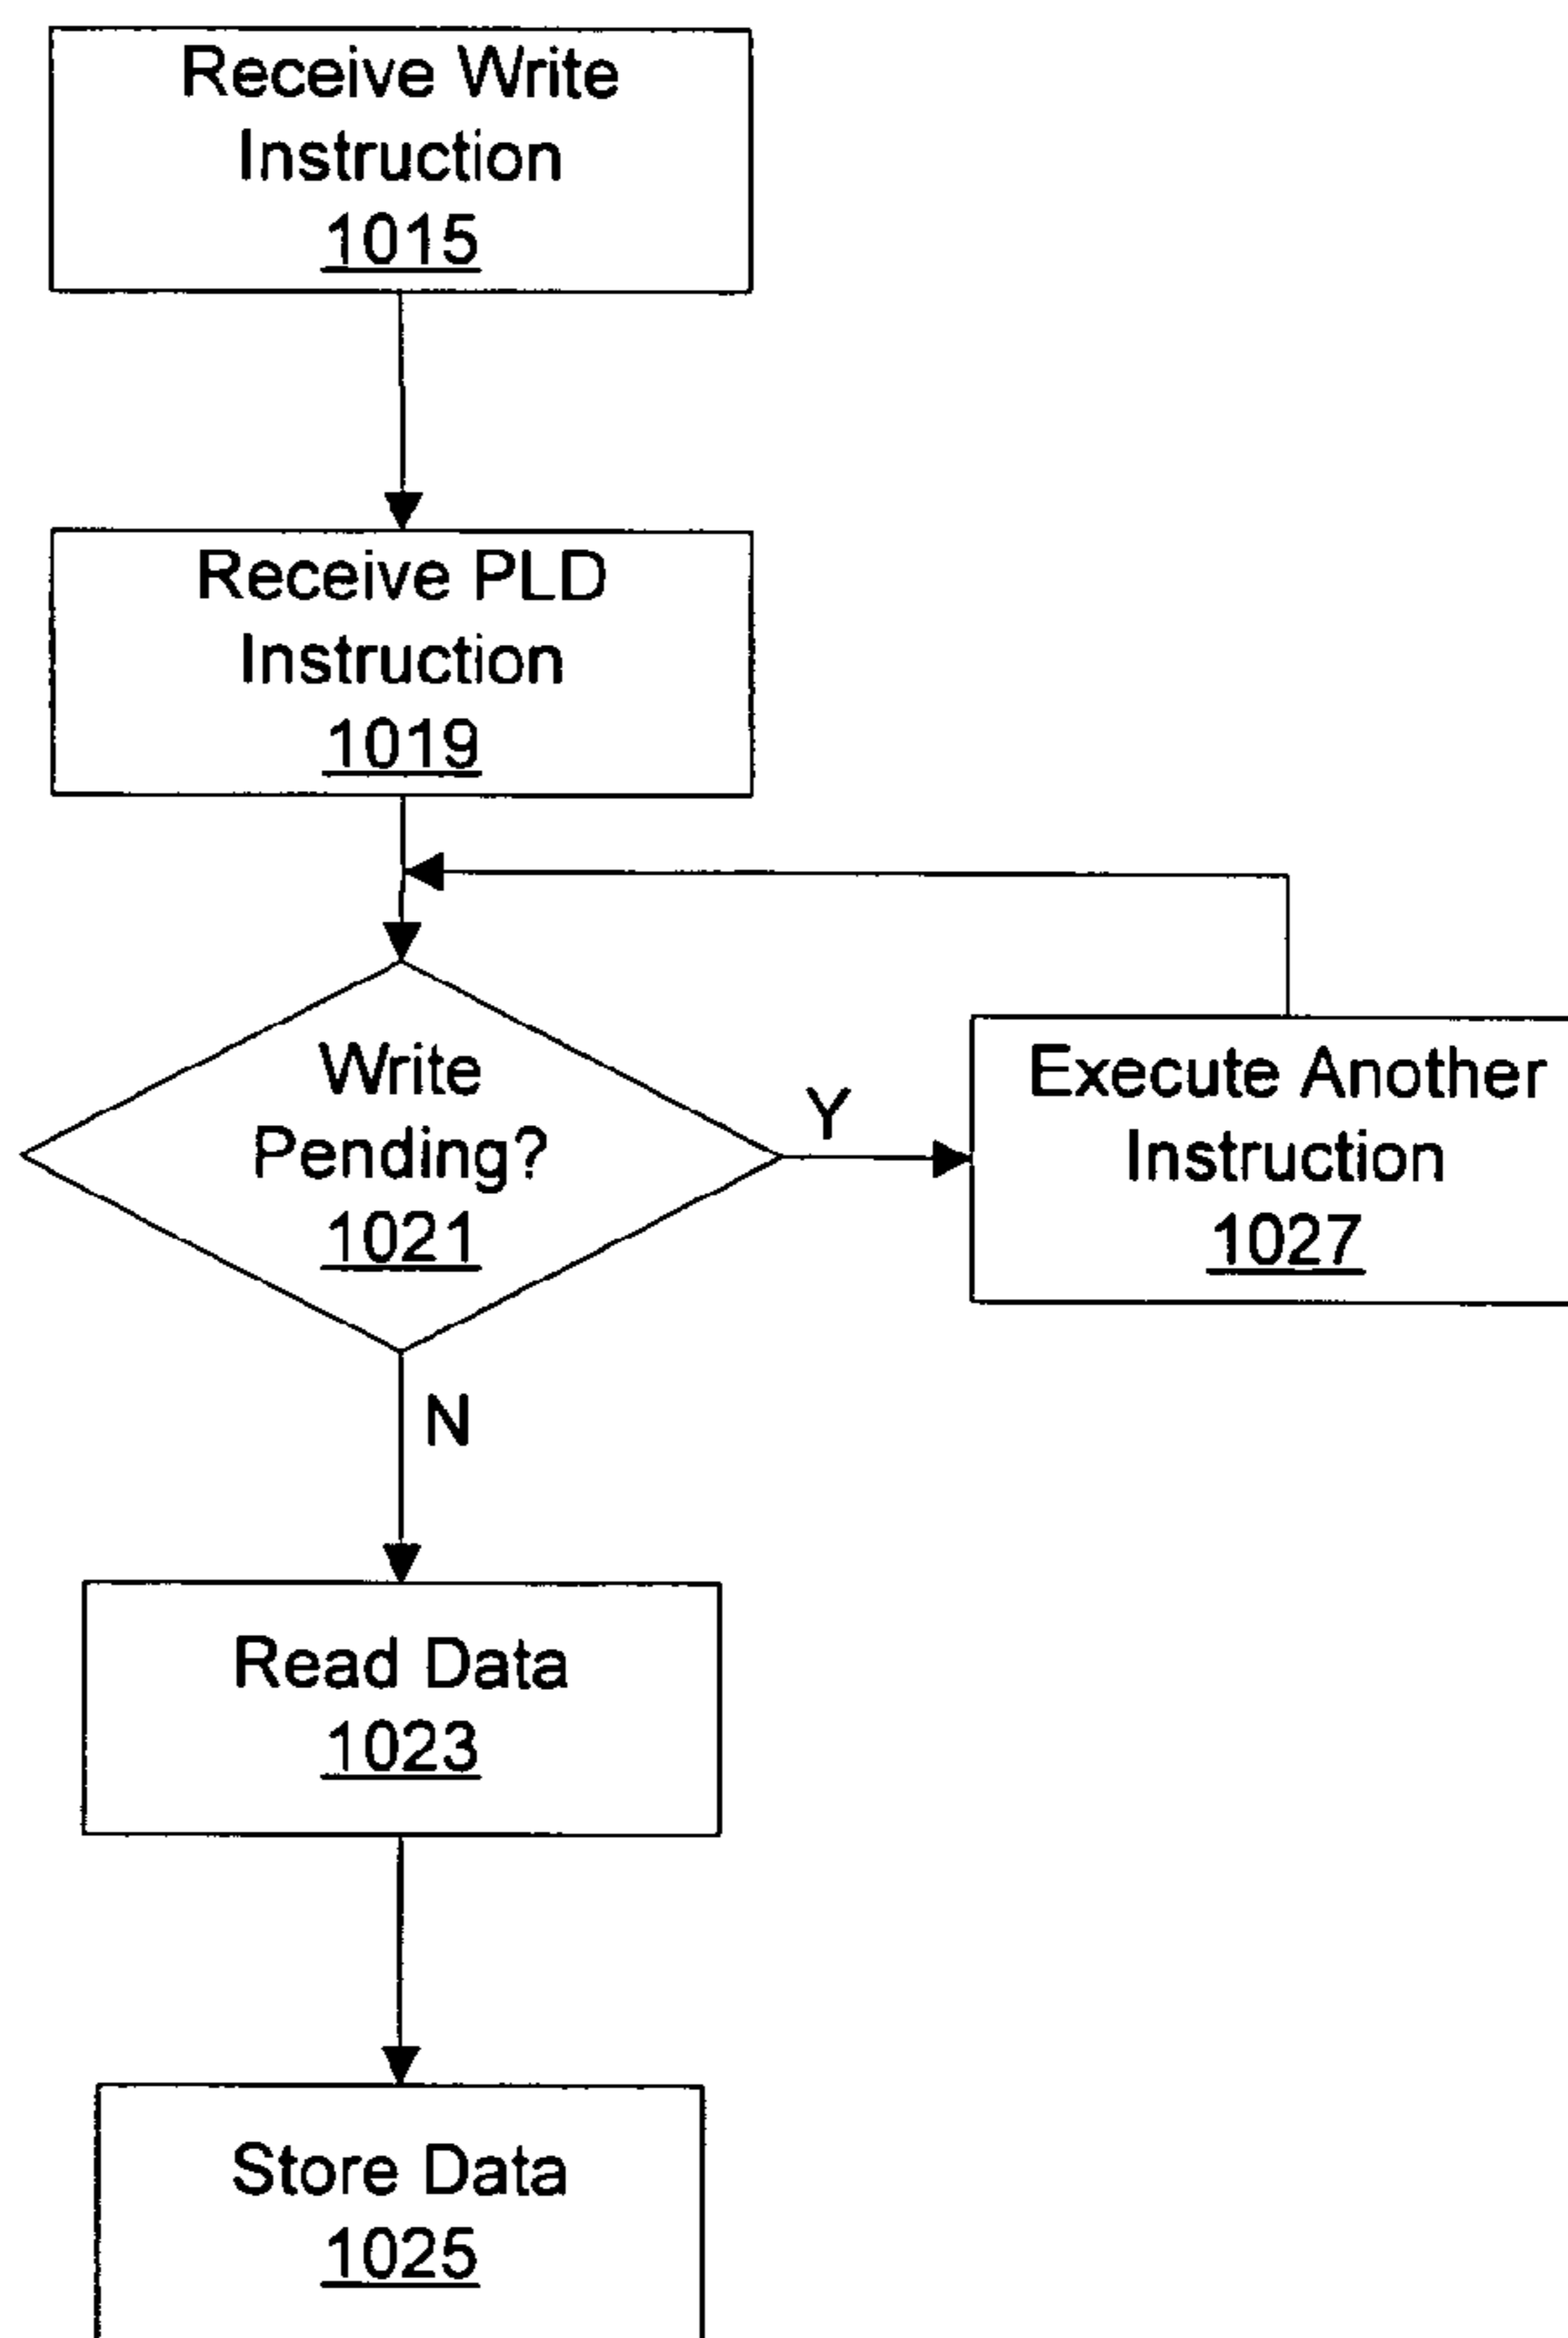 Receive Write
Instruction
1015
Receive PLD
Instruction
1019
Write
Pending?
1021
Y
Execute Another
Instruction
1027
N
Read Data
1023
Store Data
1025